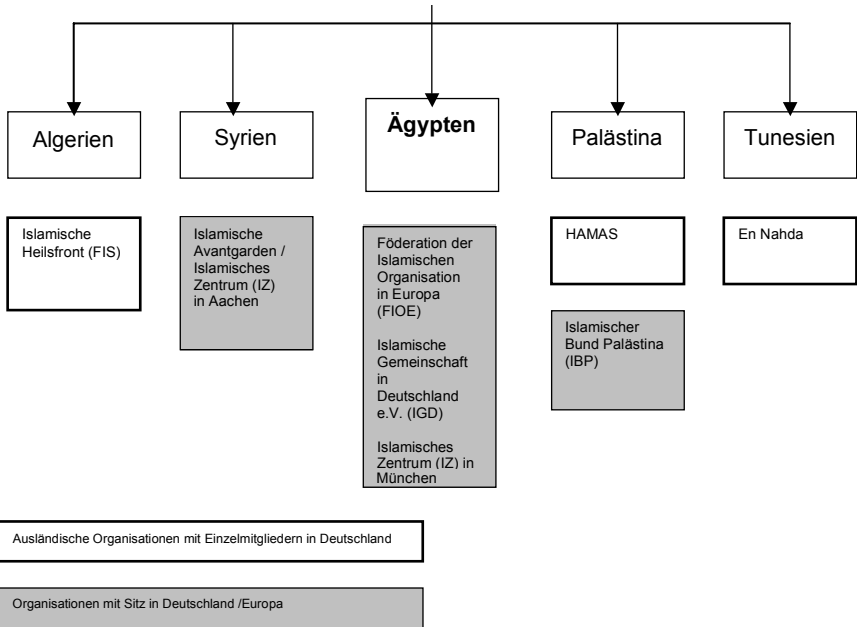 Algerien
Syrien
Ägypten
Palästina
Tunesien
Islamische
Heilsfront (FIS)
Islamische
Avantgarden /
Islamisches
Zentrum (IZ)
in Aachen
Föderation der
Islamischen
Organisation
in Europa
(FIOE)
Islamische
Gemeinschaft
in
Deutschland
e.V. (IGD)
Islamisches
Zentrum (IZ) in
München
HAMAS
Islamischer
Bund Palästina
(IBP)
En Nahda
Ausländische Organisationen mit Einzelmitgliedern in Deutschland
Organisationen mit Sitz in Deutschland /Europa